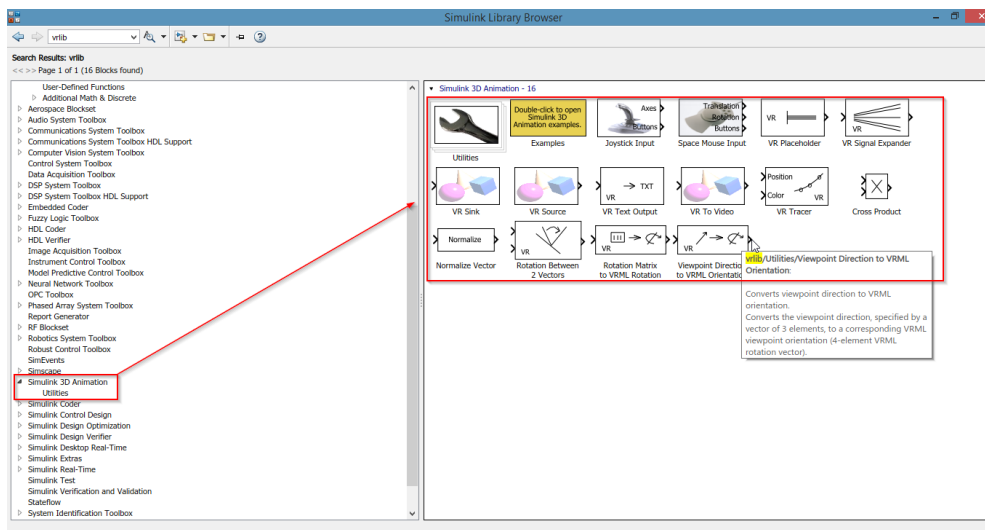 Simulink Library Browser
vrlib
Search Results: vrlib
<< >> Page 1 of 1 (16 Blocks found)
User-Defined Functions
Additional Math & Discrete
Aerospace Blockset
Audio System Toolbox
Communications System Toolbox
Communications System Toolbox HDL Support
Computer Vision System Toolbox
Control System Toolbox
Data Acquisition Toolbox
DSP System Toolbox
DSP System Toolbox HDL Support
Embedded Coder
Fuzzy Logic Toolbox
HDL Coder
HDL Verifier
Image Acquisition Toolbox
Instrument Control Toolbox
Model Predictive Control Toolbox
Neural Network Toolbox
OPC Toolbox
Phased Array System Toolbox
Report Generator
RF Blockset
Robotics System Toolbox
Robust Control Toolbox
SimEvents
Simscape
Simulink 3D Animation
Utilities
Simulink Coder
Simulink Control Design
Simulink Design Optimization
Simulink Design Verifier
Simulink Desktop Real-Time
Simulink Extras
Simulink Real-Time
Simulink Test
Simulink Verification and Validation
Stateflow
System Identification Toolbox
Simulink 3D Animation - 16
Utilities
Double-click to open
Simulink 3D
Animation examples.
Examples
Axes
Buttons
Joystick Input
Translation
Rotation
Buttons
Space Mouse Input
VR
VR Placeholder
VR
VR Signal Expander
VR Sink
VR Source
TXT
VR
VR Text Output
VR To Video
Position
Color
VR
VR Tracer
X
Cross Product
Normalize
Normalize Vector
VR
Rotation Between
2 Vectors
VR
Rotation Matrix
to VRML Rotation
VR
Viewpoint Directio
to VRML Orientatio
vrlib/Utilities/Viewpoint Direction to VRML
Orientation:
Converts viewpoint direction to VRML
orientation.
Converts the viewpoint direction, specified by a
vector of 3 elements, to a corresponding VRML
viewpoint orientation (4-element VRML
rotation vector).